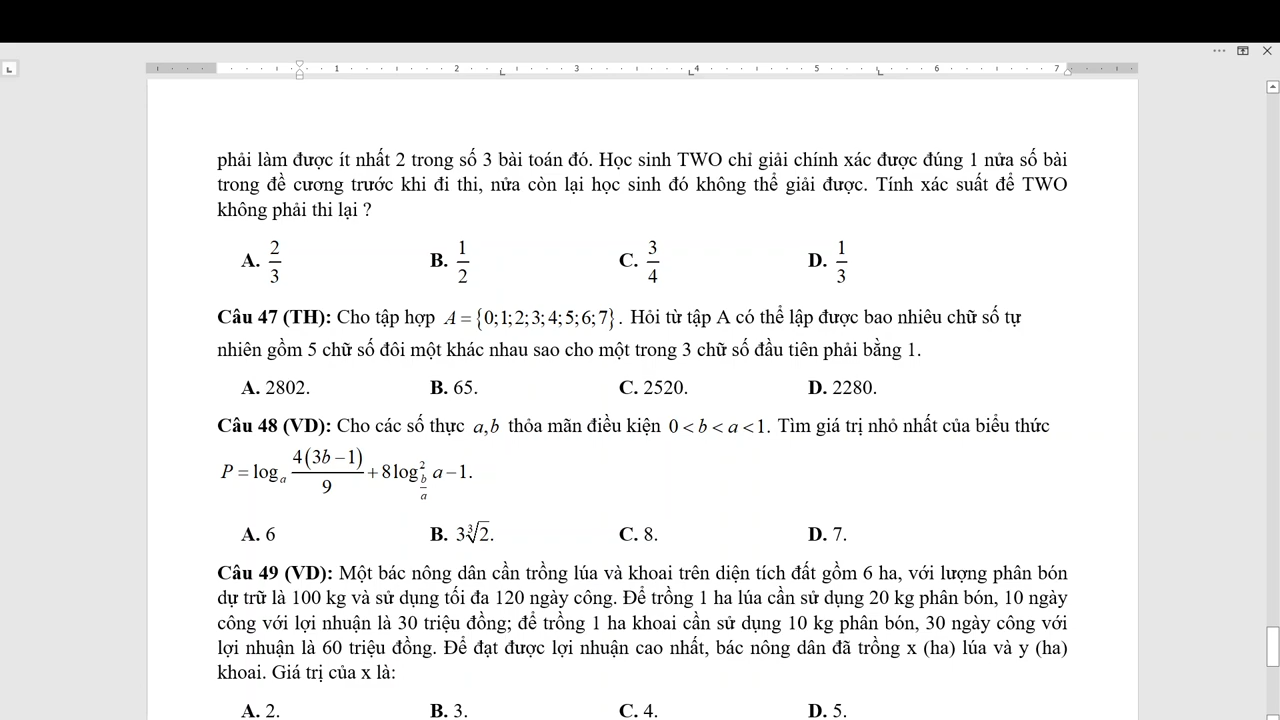 1 2 3 4 5 6 7
phải làm được ít nhất 2 trong số 3 bài toán đó. Học sinh TWO chỉ giải chính xác được đúng 1 nửa số bài
trong đề cương trước khi đi thi, nửa còn lại học sinh đó không thể giải được. Tính xác suất để TWO
không phải thi lại ?
A. 2/3 B. 1/2 C. 3/4 D. 1/3
Câu 47 (TH): Cho tập hợp A = {0;1;2;3;4;5;6;7}. Hỏi từ tập A có thể lập được bao nhiêu chữ số tự
nhiên gồm 5 chữ số đôi một khác nhau sao cho một trong 3 chữ số đầu tiên phải bằng 1.
A. 2802. B. 65. C. 2520. D. 2280.
Câu 48 (VD): Cho các số thực a,b thỏa mãn điều kiện 0 < b < a < 1. Tìm giá trị nhỏ nhất của biểu thức
P = log_a 4(3b − 1)/9 + 8log²_(b/a) a − 1.
A. 6 B. 3∛2. C. 8. D. 7.
Câu 49 (VD): Một bác nông dân cần trồng lúa và khoai trên diện tích đất gồm 6 ha, với lượng phân bón
dự trữ là 100 kg và sử dụng tối đa 120 ngày công. Để trồng 1 ha lúa cần sử dụng 20 kg phân bón, 10 ngày
công với lợi nhuận là 30 triệu đồng; để trồng 1 ha khoai cần sử dụng 10 kg phân bón, 30 ngày công với
lợi nhuận là 60 triệu đồng. Để đạt được lợi nhuận cao nhất, bác nông dân đã trồng x (ha) lúa và y (ha)
khoai. Giá trị của x là:
A. 2. B. 3. C. 4. D. 5.